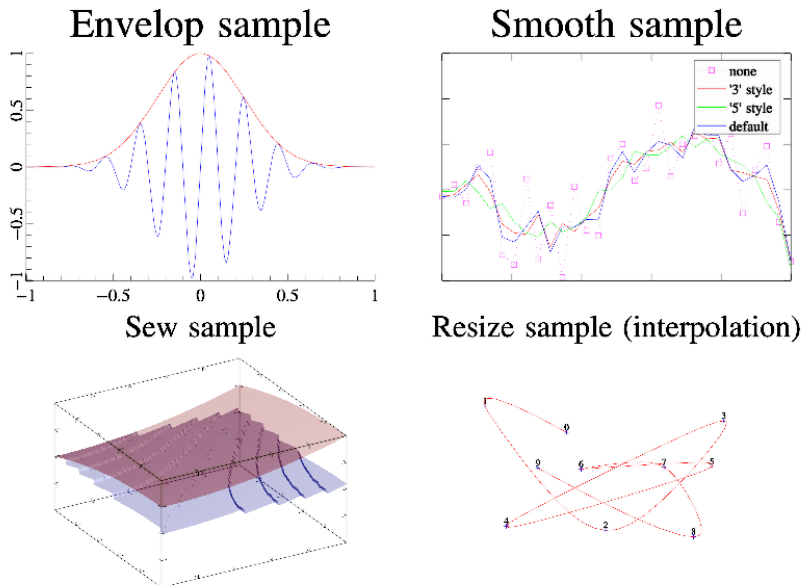 Envelop sample
Smooth sample
1
0.5
0
−0.5
−1
−1
−0.5
0
0.5
1
none
'3' style
'5' style
default
Sew sample
Resize sample (interpolation)
1
0
3
9
6
7
5
4
2
8